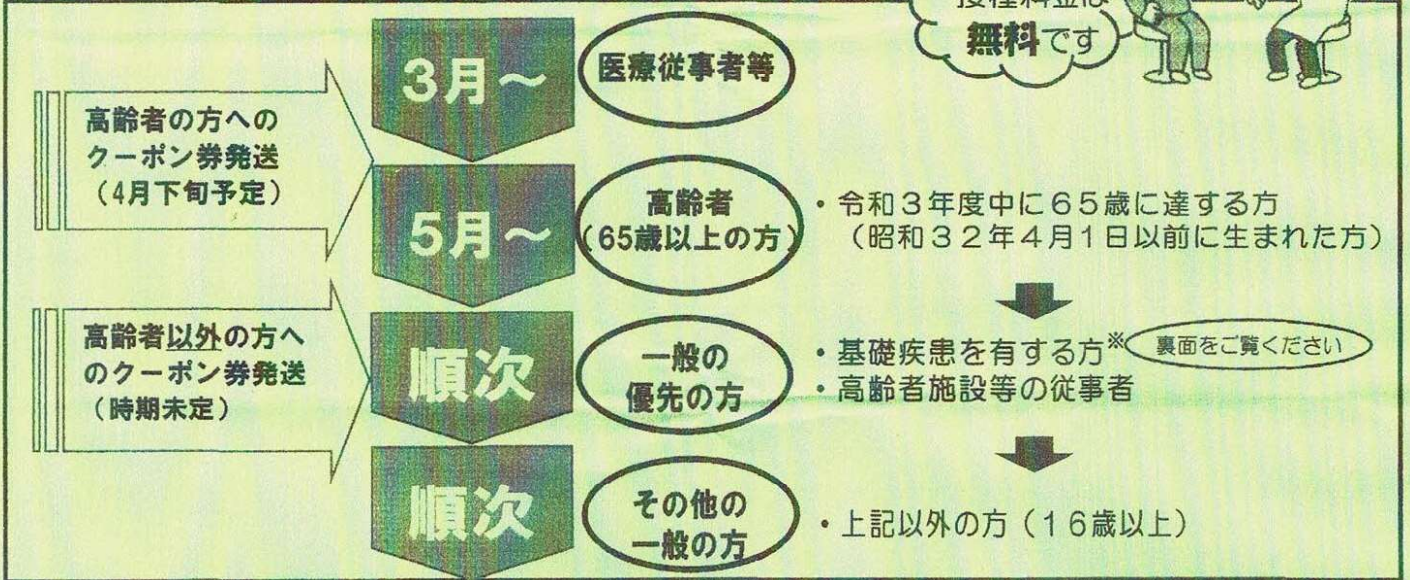 接種料金は
無料です
3月～
医療従事者等
高齢者の方への
クーポン券発送
（4月下旬予定）
5月～
高齢者
（65歳以上の方）
・令和３年度中に６５歳に達する方
（昭和３２年４月１日以前に生まれた方）
高齢者以外の方へ
のクーポン券発送
（時期未定）
順次
一般の
優先の方
・基礎疾患を有する方※
裏面をご覧ください
・高齢者施設等の従事者
順次
その他の
一般の方
・上記以外の方（１６歳以上）